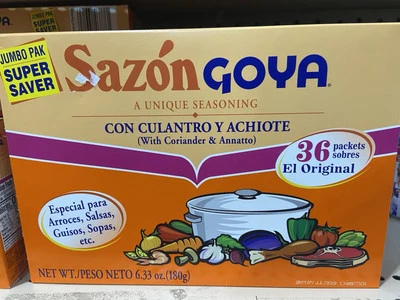 JUMBO PAK
SUPER
SAVER
Sazón GOYA
A UNIQUE SEASONING
CON CULANTRO Y ACHIOTE
(With Coriander & Annatto)
36 packets
sobres
El Original
Especial para
Arroces, Salsas,
Guisos, Sopas,
etc.
NET WT./PESO NETO 6.33 oz.(180g)